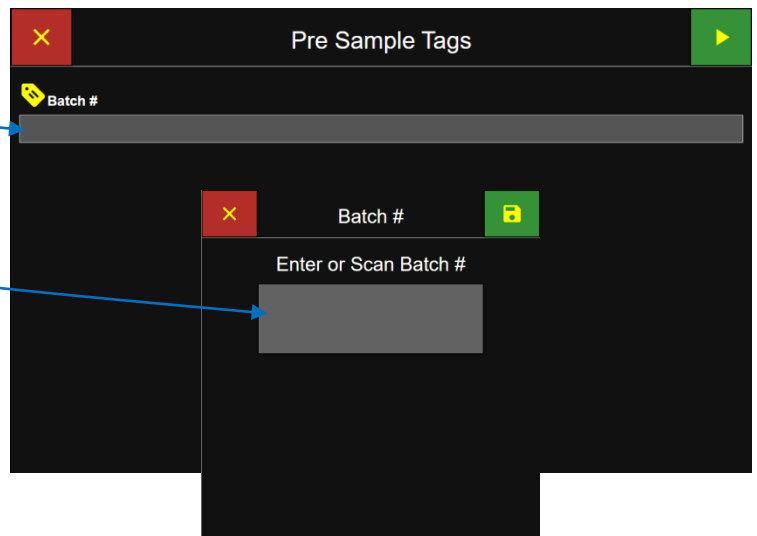 Pre Sample Tags
Batch #
Batch #
Enter or Scan Batch #